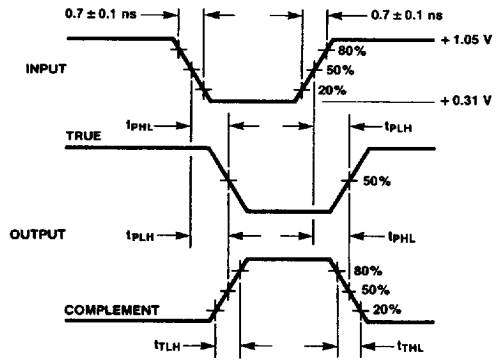 0.7 ± 0.1 ns
0.7 ± 0.1 ns
80%
+ 1.05 V
INPUT
50%
20%
+ 0.31 V
tPHL
tPLH
TRUE
50%
OUTPUT
tPLH
tPHL
80%
50%
COMPLEMENT
20%
tTLH
tTHL